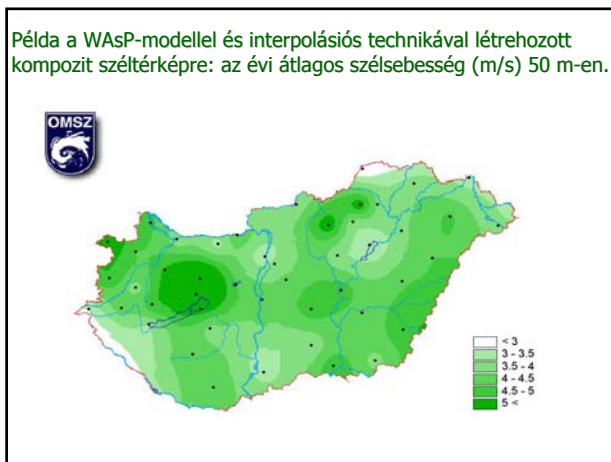 Példa a WAsP-modellel és interpolásiós technikával létrehozott
kompozit széltérképre: az évi átlagos szélsebesség (m/s) 50 m-en.
OMSZ
< 3
3 - 3.5
3.5 - 4
4 - 4.5
4.5 - 5
5 <